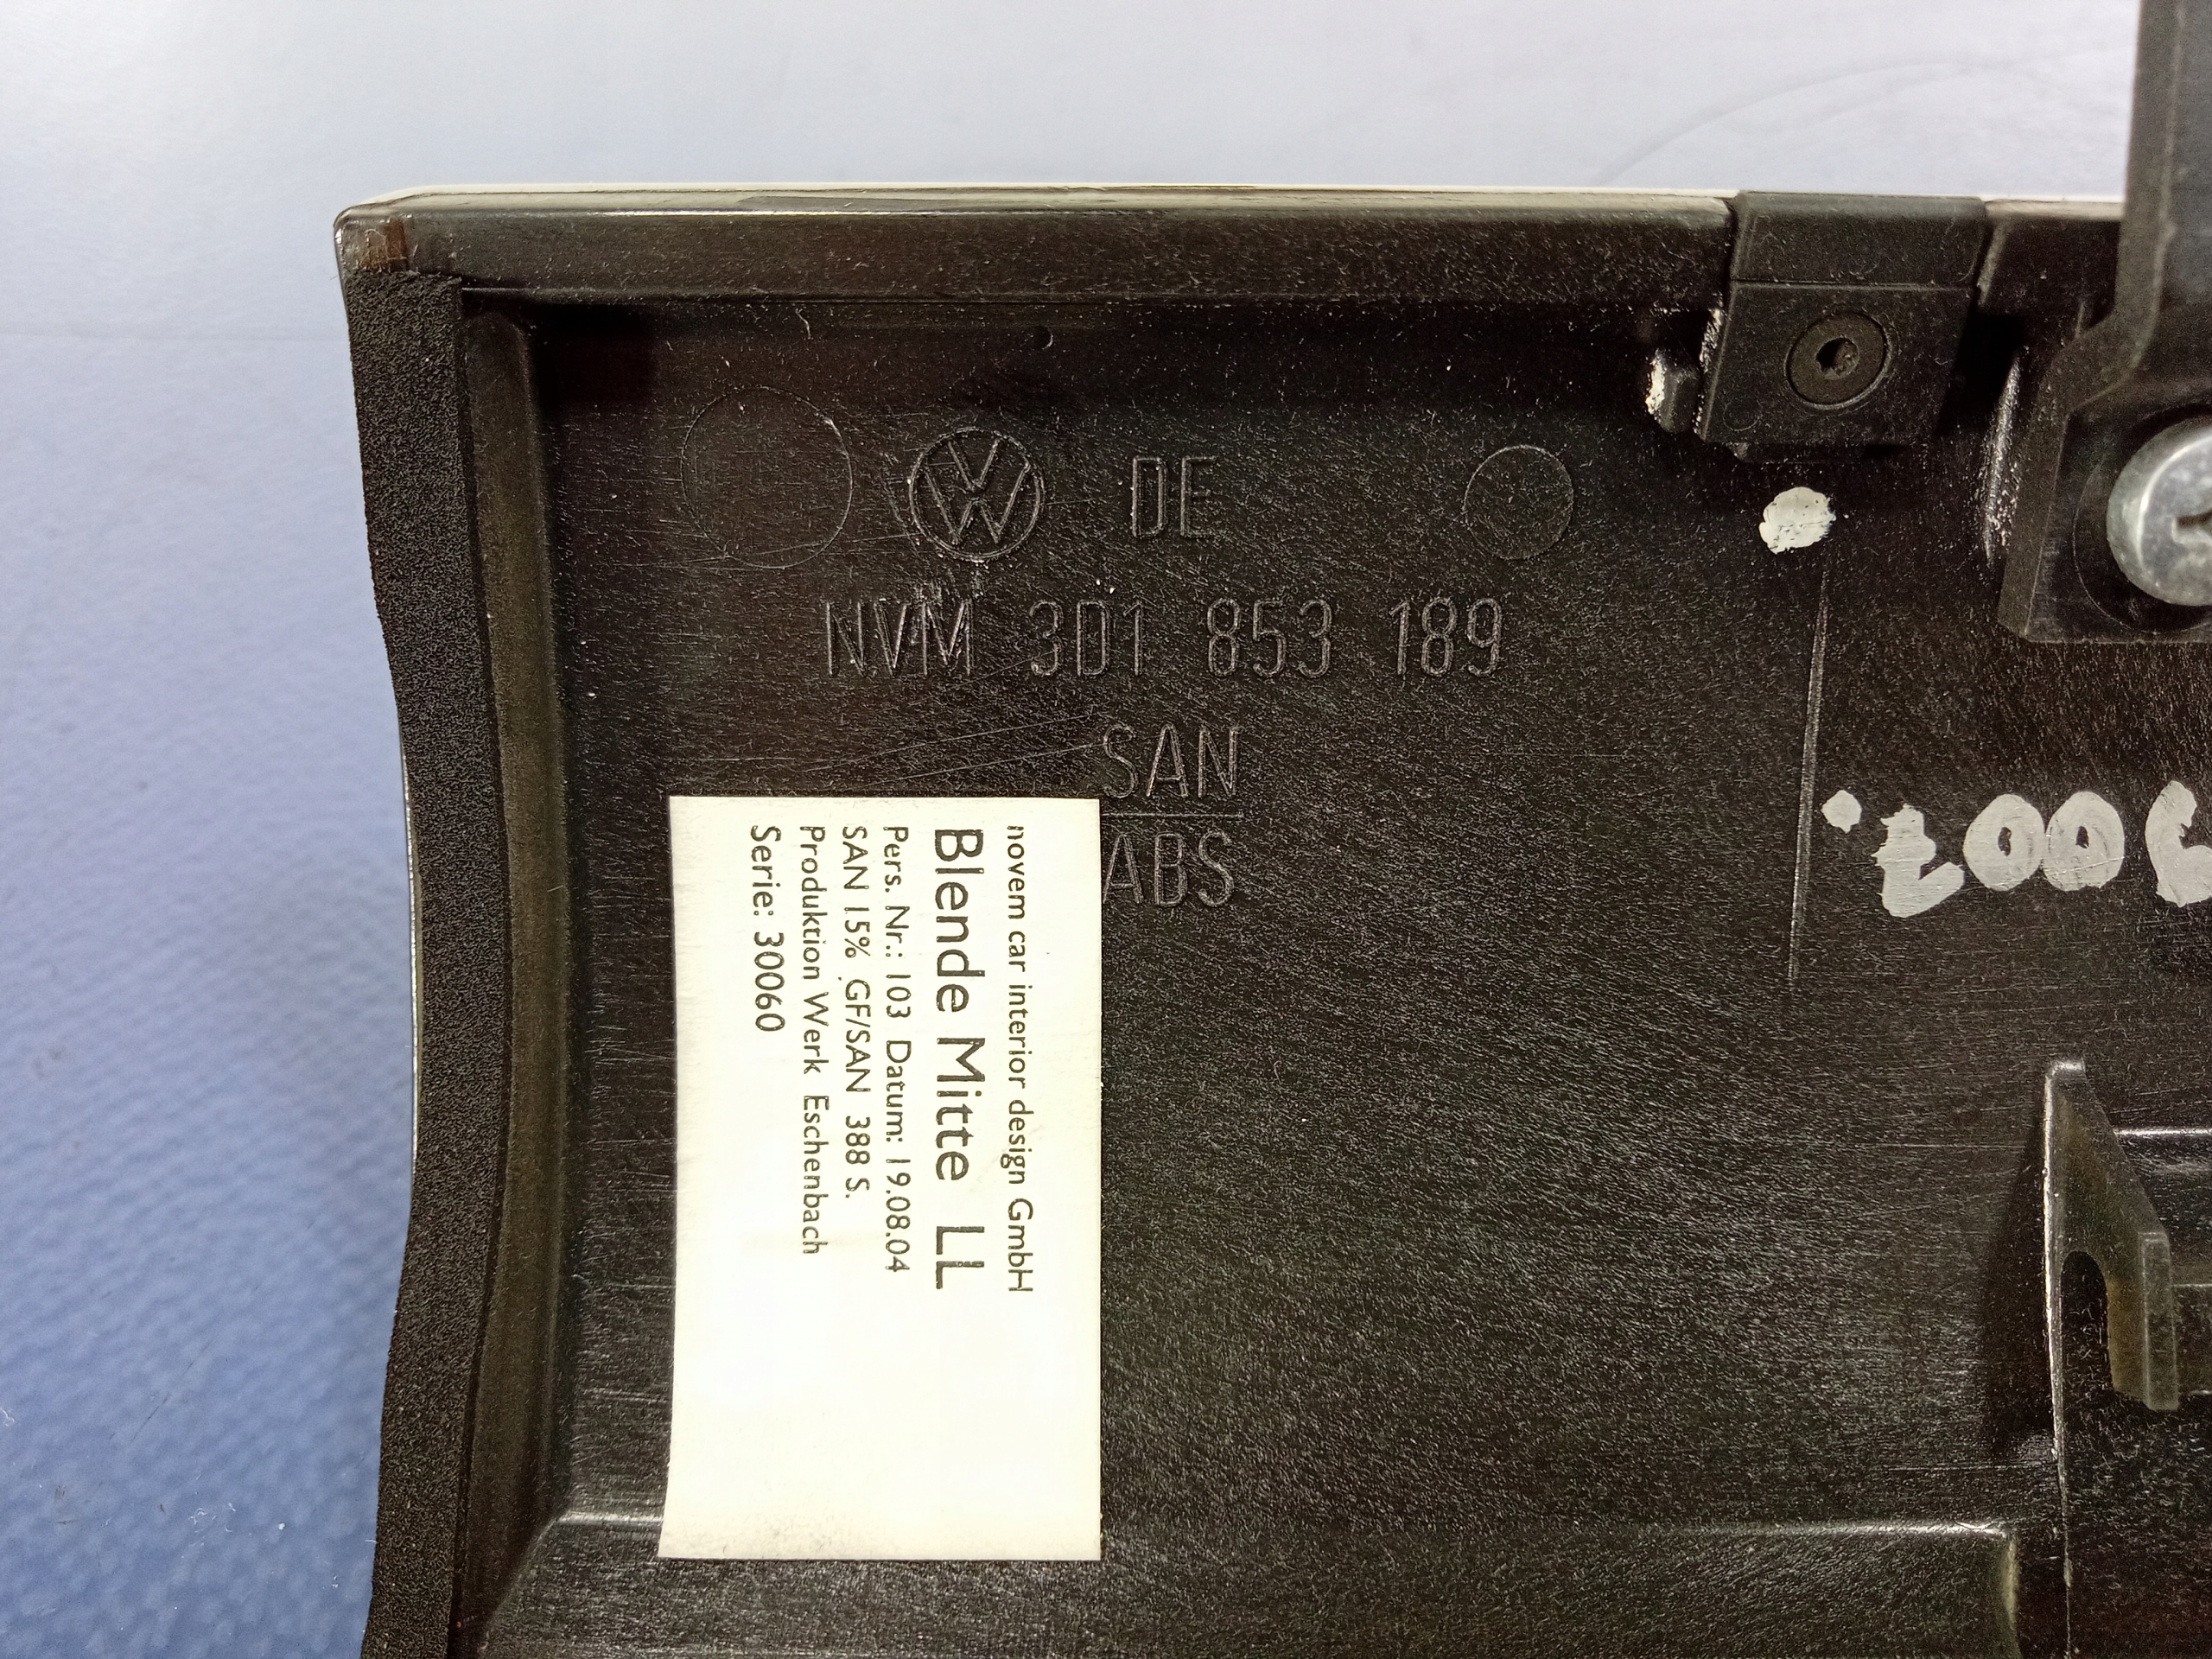 DE
NVM 3D1 853 189
SAN
ABS
novem car interior design GmbH
Blende Mitte LL
Pers. Nr.: 103 Datum: 19.08.04
SAN 15% GF/SAN 388 S.
Produktion Werk Eschenbach
Serie: 30060